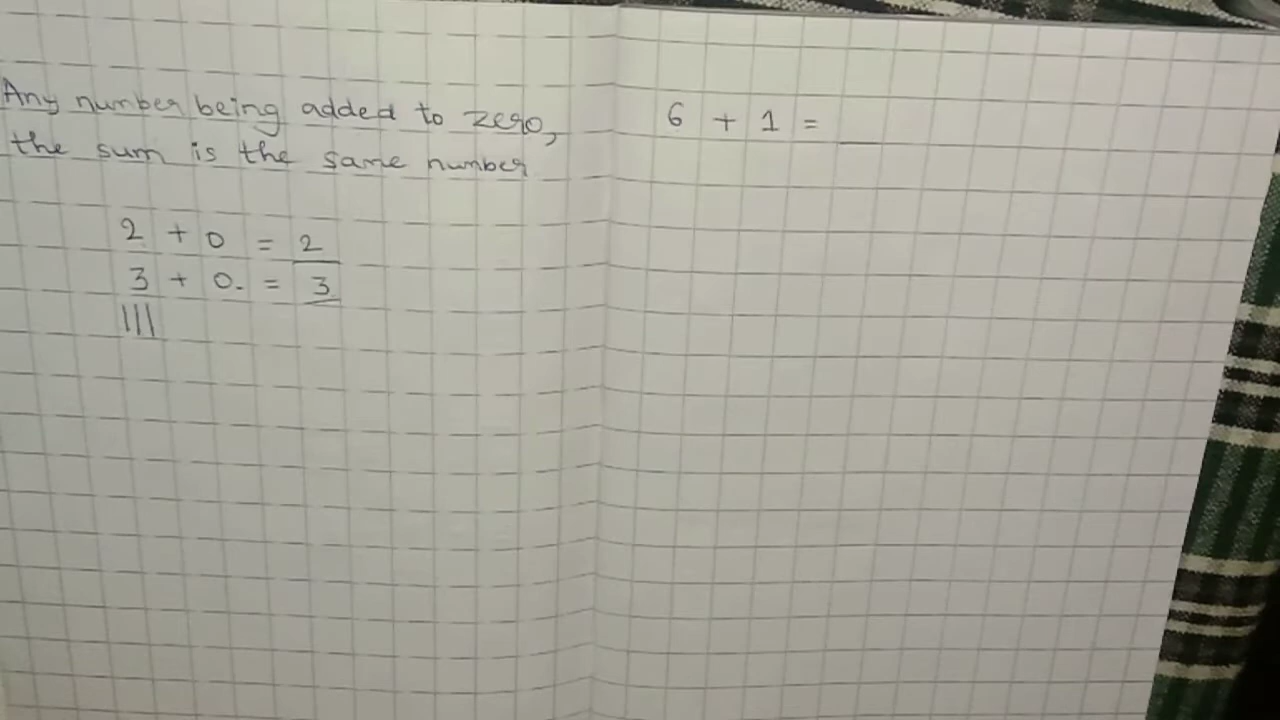 Any number being added to zero,
the sum is the same number
2 + 0 = 2
3 + 0. = 3
|||
6 + 1 = __